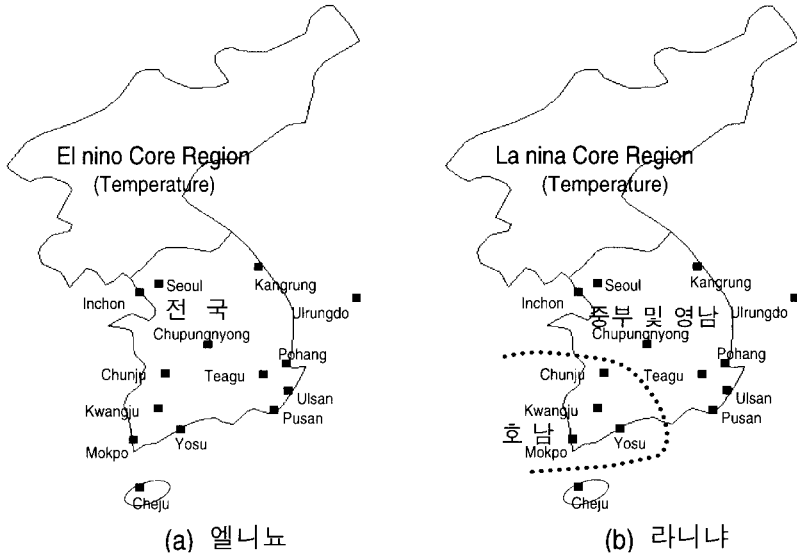 El nino Core Region
(Temperature)
Seoul
Inchon
Kangrung
Ulrungdo
전 국
Chupungnyong
Pohang
Chunju
Teagu
Ulsan
Kwangju
Pusan
Mokpo
Yosu
Cheju
(a) 엘니뇨
La nina Core Region
(Temperature)
Seoul
Inchon
Kangrung
Ulrungdo
중부 및 영남
Chupungnyong
Pohang
Chunju
Teagu
Ulsan
Kwangju
Pusan
호 남
Mokpo
Yosu
Cheju
(b) 라니냐